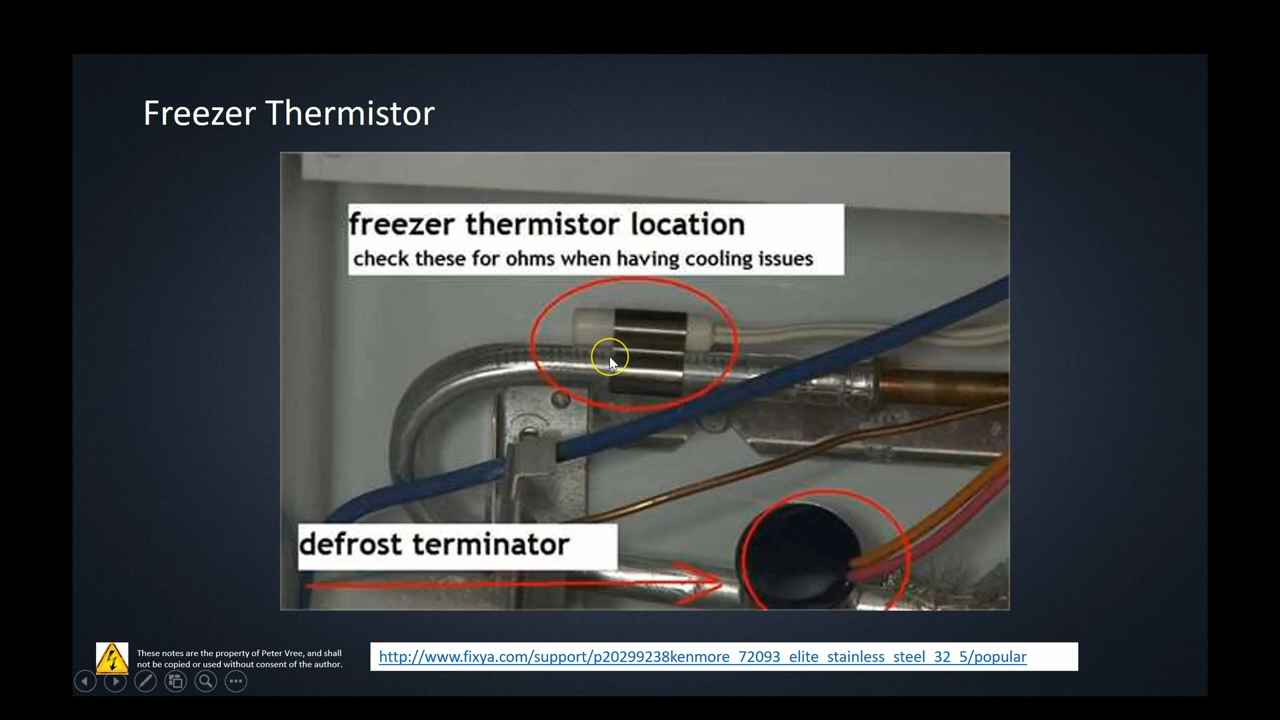 Freezer Thermistor
freezer thermistor location
check these for ohms when having cooling issues
defrost terminator
These notes are the property of Peter Vree, and shall
not be copied or used without consent of the author.
http://www.fixya.com/support/p20299238kenmore_72093_elite_stainless_steel_32_5/popular